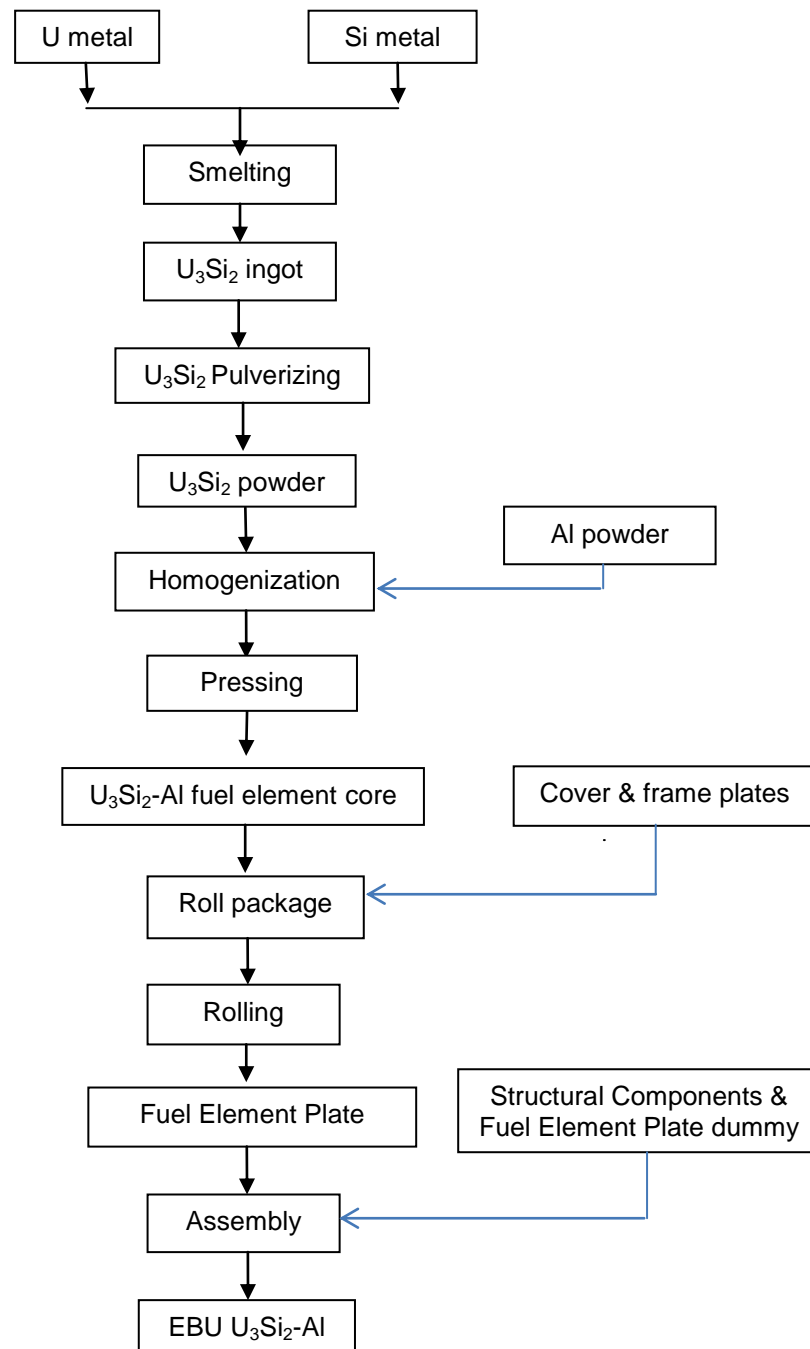 U metal
Si metal
Smelting
U₃Si₂ ingot
U₃Si₂ Pulverizing
U₃Si₂ powder
Al powder
Homogenization
Pressing
U₃Si₂-Al fuel element core
Cover & frame plates
.
Roll package
Rolling
Fuel Element Plate
Structural Components &
Fuel Element Plate dummy
Assembly
EBU U₃Si₂-Al